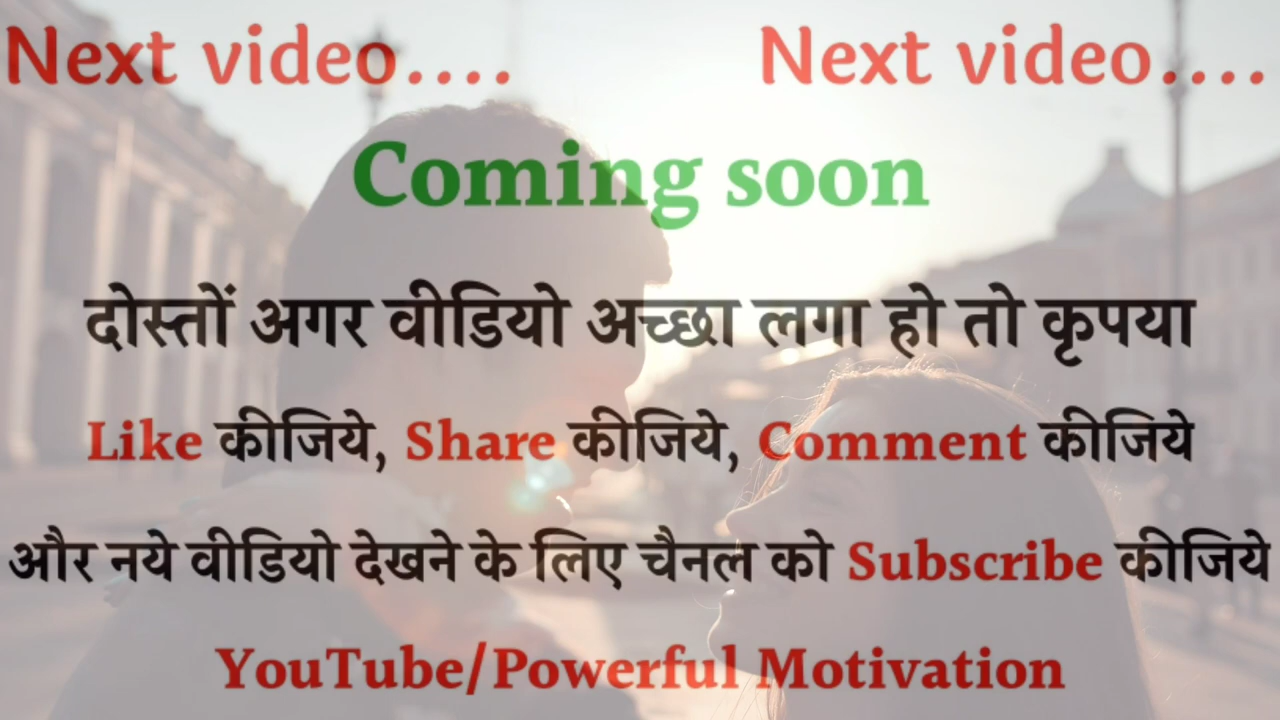 Next video.... Next video....
Coming soon
दोस्तों अगर वीडियो अच्छा लगा हो तो कृपया
Like कीजिये, Share कीजिये, Comment कीजिये
और नये वीडियो देखने के लिए चैनल को Subscribe कीजिये
YouTube/Powerful Motivation